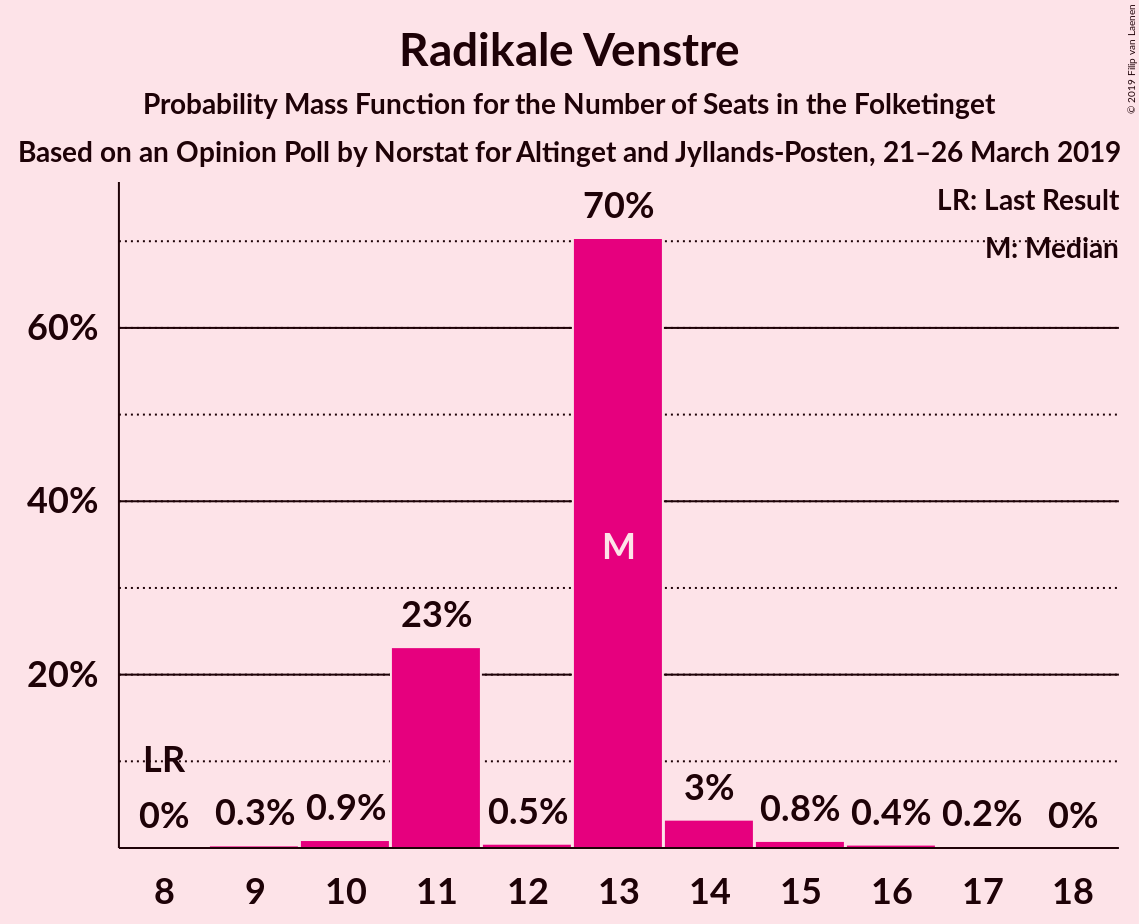 Radikale Venstre
Probability Mass Function for the Number of Seats in the Folketinget
Based on an Opinion Poll by Norstat for Altinget and Jyllands-Posten, 21–26 March 2019
© 2019 Filip van Laenen
LR: Last Result
M: Median
70%
60%
40%
M
23%
20%
LR
0%
0.3%
0.9%
0.5%
3%
0.8%
0.4%
0.2%
0%
8 9 10 11 12 13 14 15 16 17 18